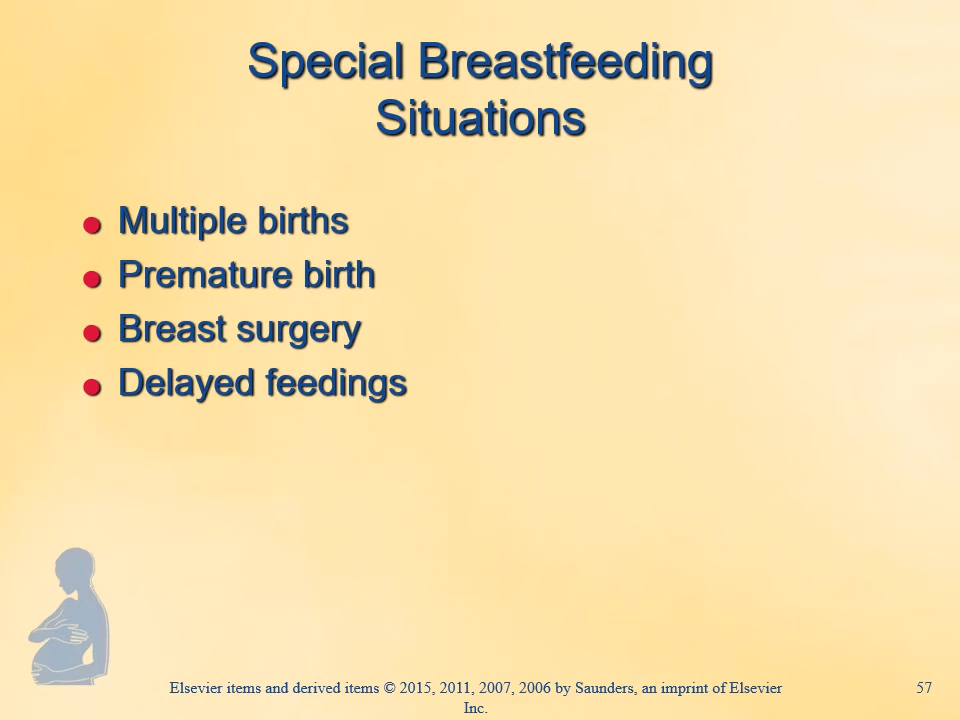 Special Breastfeeding
Situations
● Multiple births
● Premature birth
● Breast surgery
● Delayed feedings
Elsevier items and derived items © 2015, 2011, 2007, 2006 by Saunders, an imprint of Elsevier
Inc.
57